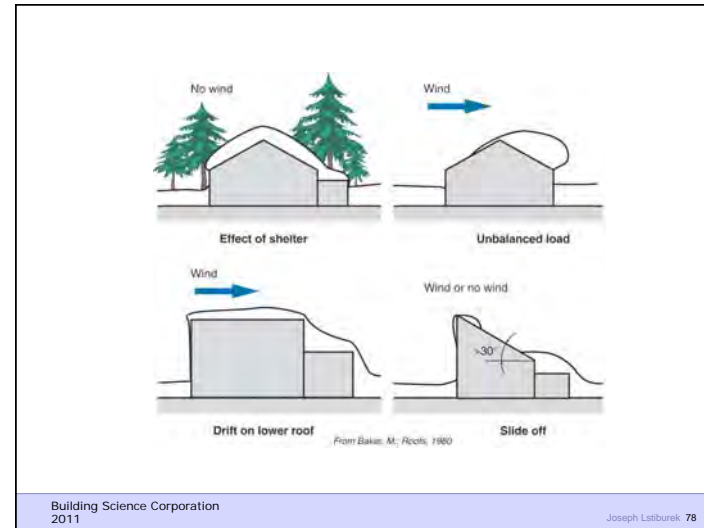 No wind
Wind
Effect of shelter
Unbalanced load
Wind
Wind or no wind
>30°
Drift on lower roof
Slide off
From Baker, M.; Roofs, 1980
Building Science Corporation
2011
Joseph Lstiburek 78